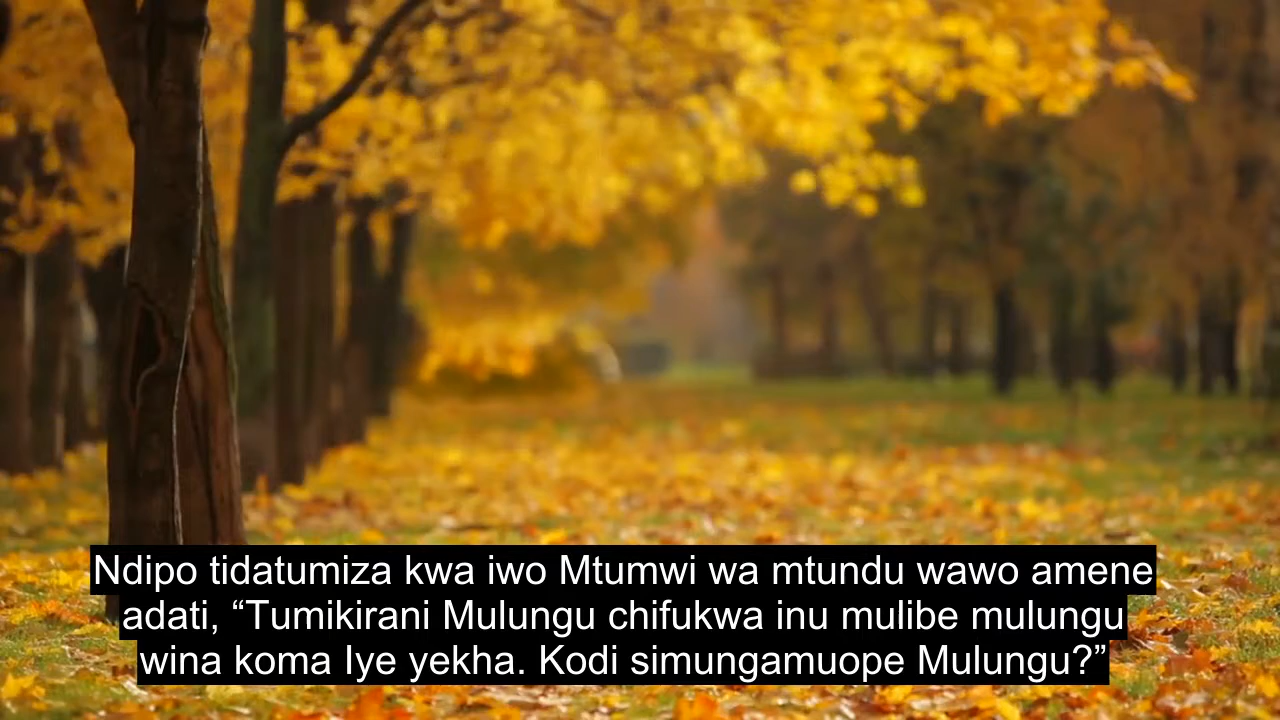 Ndipo tidatumiza kwa iwo Mtumwi wa mtundu wawo amene
adati, “Tumikirani Mulungu chifukwa inu mulibe mulungu
wina koma Iye yekha. Kodi simungamuope Mulungu?”